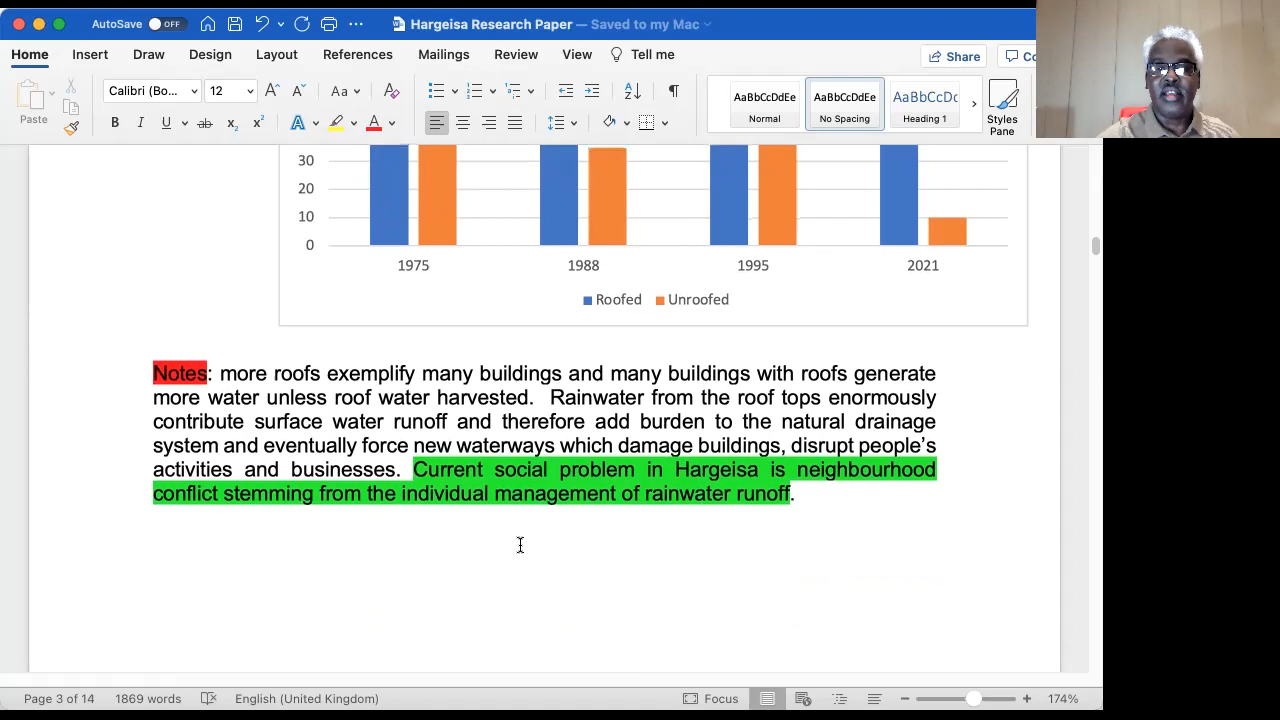 AutoSave OFF Hargeisa Research Paper — Saved to my Mac
Home Insert Draw Design Layout References Mailings Review View Tell me Share Co
Paste Calibri (Bo... 12 AaBbCcDdEe AaBbCcDdEe AaBbCcDc
Normal No Spacing Heading 1 Styles
Pane
30
20
10
0
1975 1988 1995 2021
Roofed Unroofed
Notes: more roofs exemplify many buildings and many buildings with roofs generate
more water unless roof water harvested. Rainwater from the roof tops enormously
contribute surface water runoff and therefore add burden to the natural drainage
system and eventually force new waterways which damage buildings, disrupt people’s
activities and businesses. Current social problem in Hargeisa is neighbourhood
conflict stemming from the individual management of rainwater runoff.
Page 3 of 14 1869 words English (United Kingdom) Focus 174%